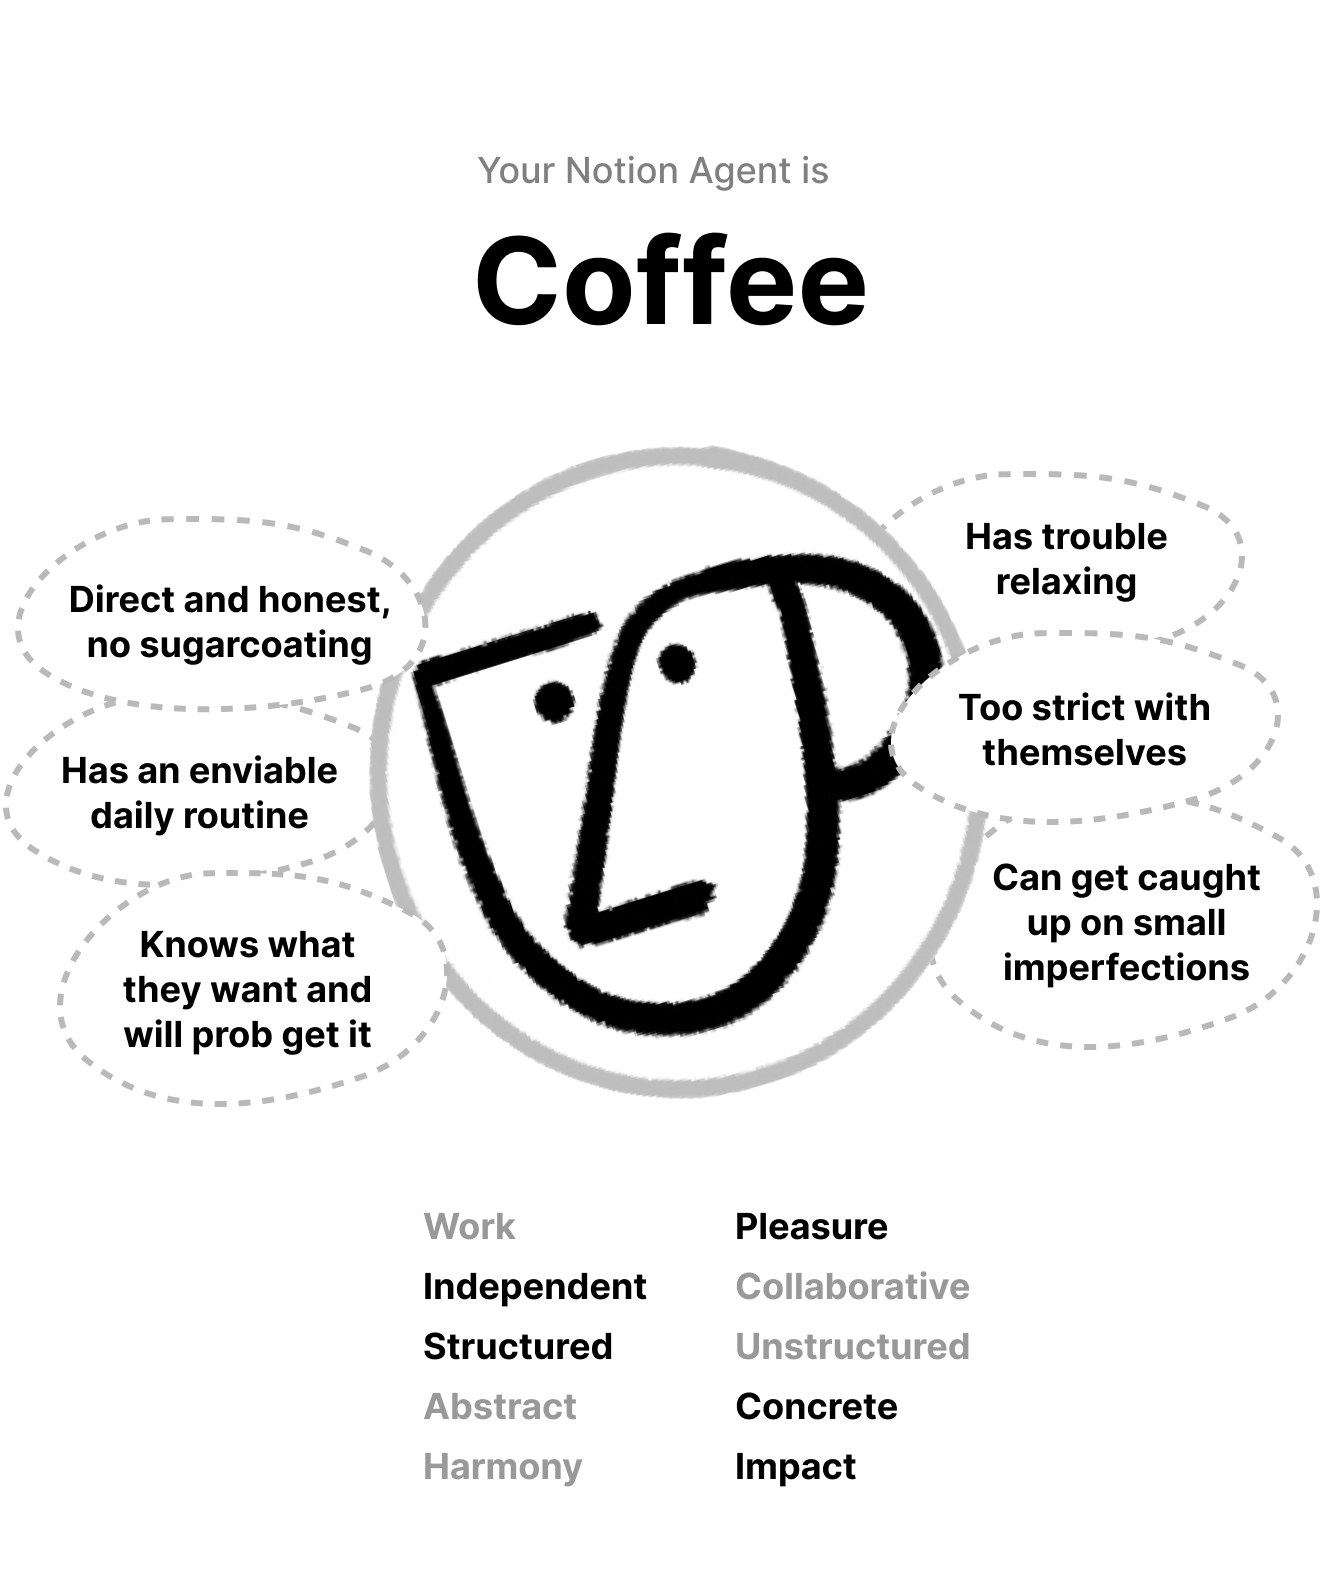 Your Notion Agent is
Coffee
Direct and honest,
no sugarcoating
Has an enviable
daily routine
Knows what
they want and
will prob get it
Has trouble
relaxing
Too strict with
themselves
Can get caught
up on small
imperfections
Work Pleasure
Independent Collaborative
Structured Unstructured
Abstract Concrete
Harmony Impact